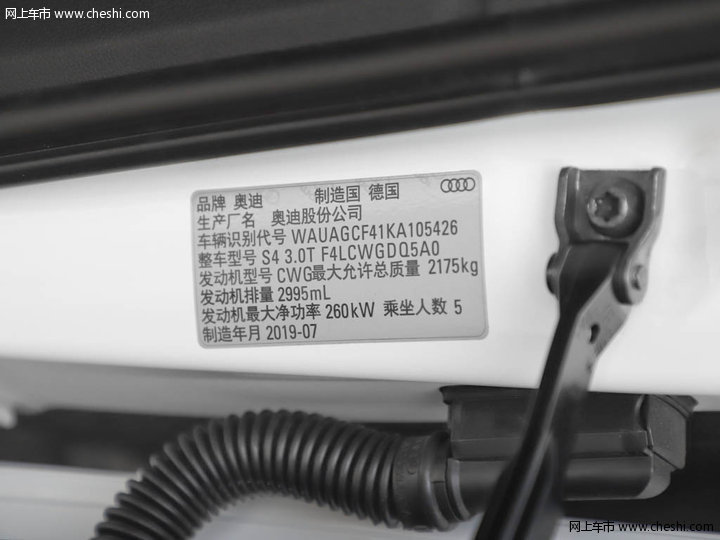 网上车市 www.cheshi.com
品牌 奥迪 制造国 德国
生产厂名 奥迪股份公司
车辆识别代号 WAUAGCF41KA105426
整车型号 S4 3.0T F4LCWGDQ5A0
发动机型号 CWG最大允许总质量 2175kg
发动机排量 2995mL
发动机最大净功率 260kW 乘坐人数 5
制造年月 2019-07
网上车市 www.cheshi.com